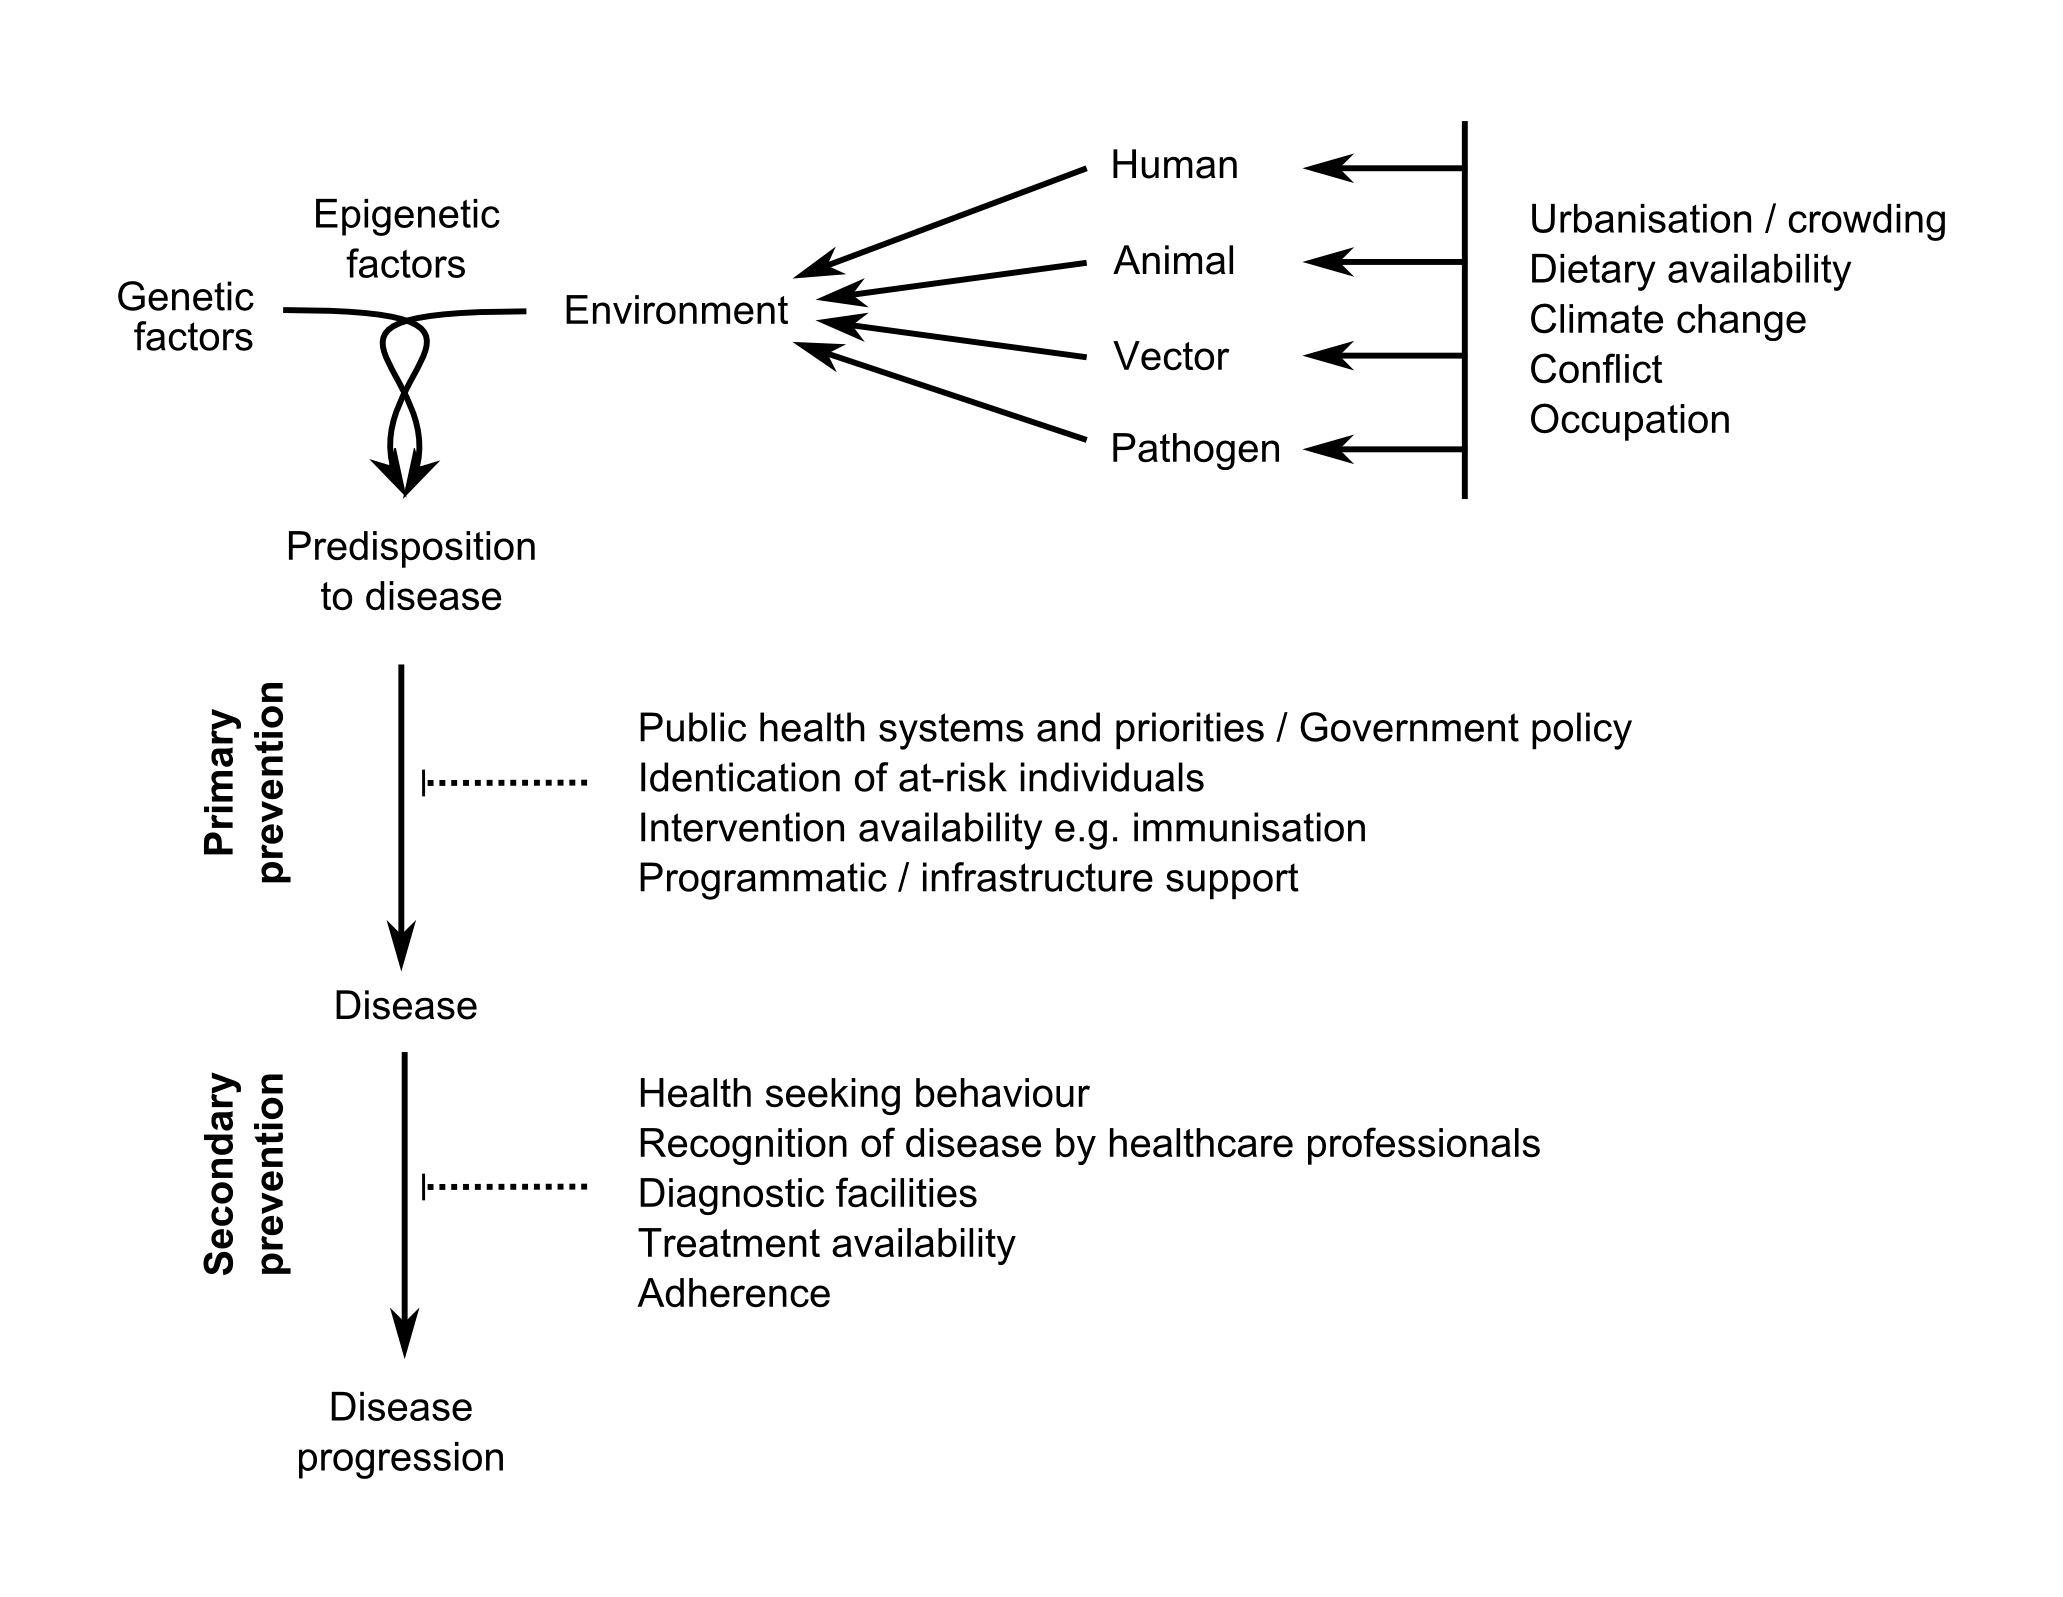 Human
Animal
Vector
Pathogen
Urbanisation / crowding
Dietary availability
Climate change
Conflict
Occupation
Epigenetic
factors
Genetic
factors
Environment
Predisposition
to disease
Primary
prevention
Public health systems and priorities / Government policy
Identication of at-risk individuals
Intervention availability e.g. immunisation
Programmatic / infrastructure support
Disease
Secondary
prevention
Health seeking behaviour
Recognition of disease by healthcare professionals
Diagnostic facilities
Treatment availability
Adherence
Disease
progression